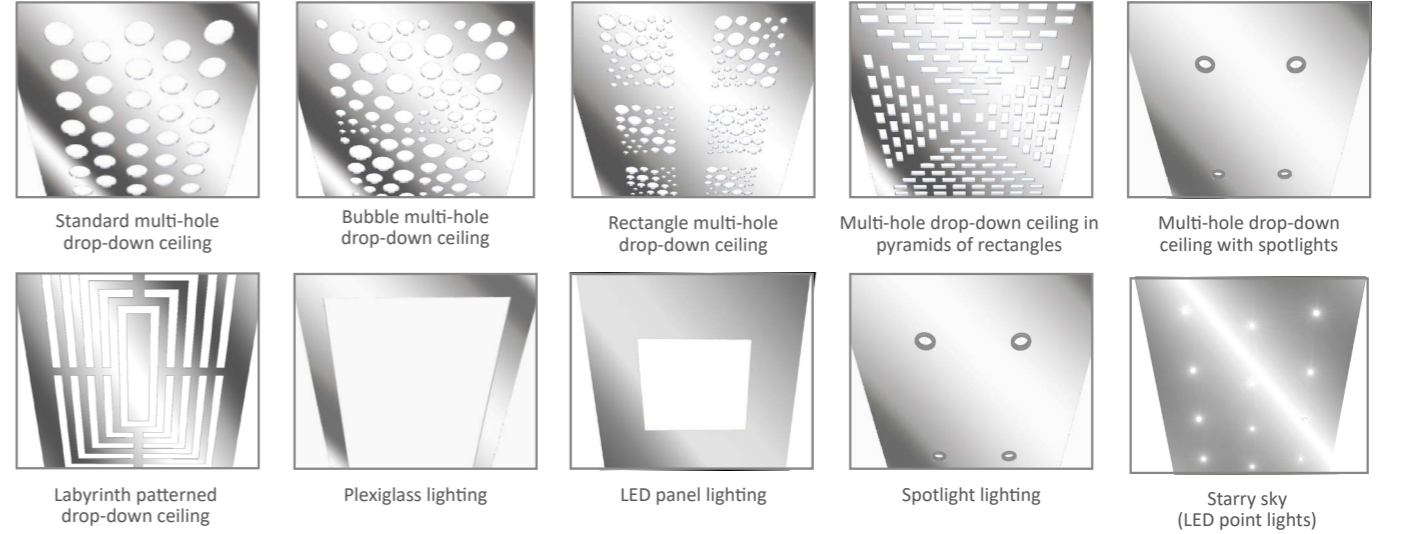 Standard multi-hole
drop-down ceiling
Bubble multi-hole
drop-down ceiling
Rectangle multi-hole
drop-down ceiling
Multi-hole drop-down ceiling in
pyramids of rectangles
Multi-hole drop-down
ceiling with spotlights
Labyrinth patterned
drop-down ceiling
Plexiglass lighting
LED panel lighting
Spotlight lighting
Starry sky
(LED point lights)